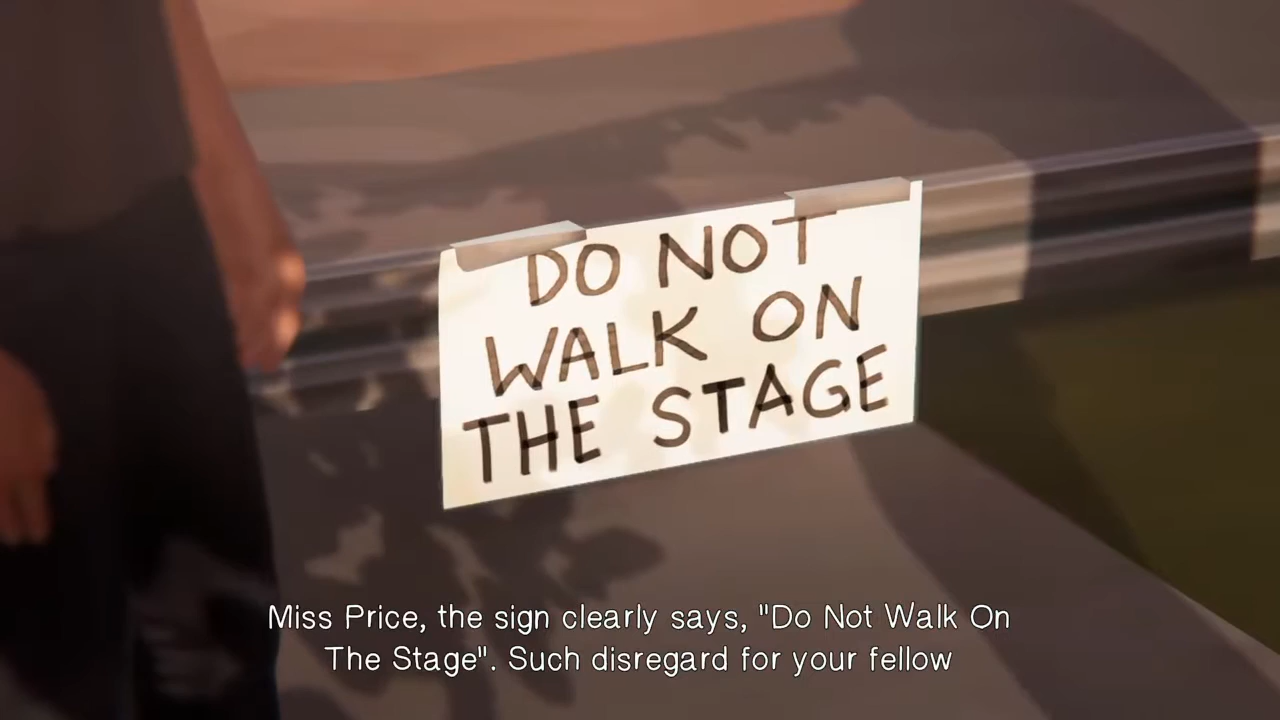 DO NOT
WALK ON
THE STAGE
Miss Price, the sign clearly says, "Do Not Walk On
The Stage". Such disregard for your fellow